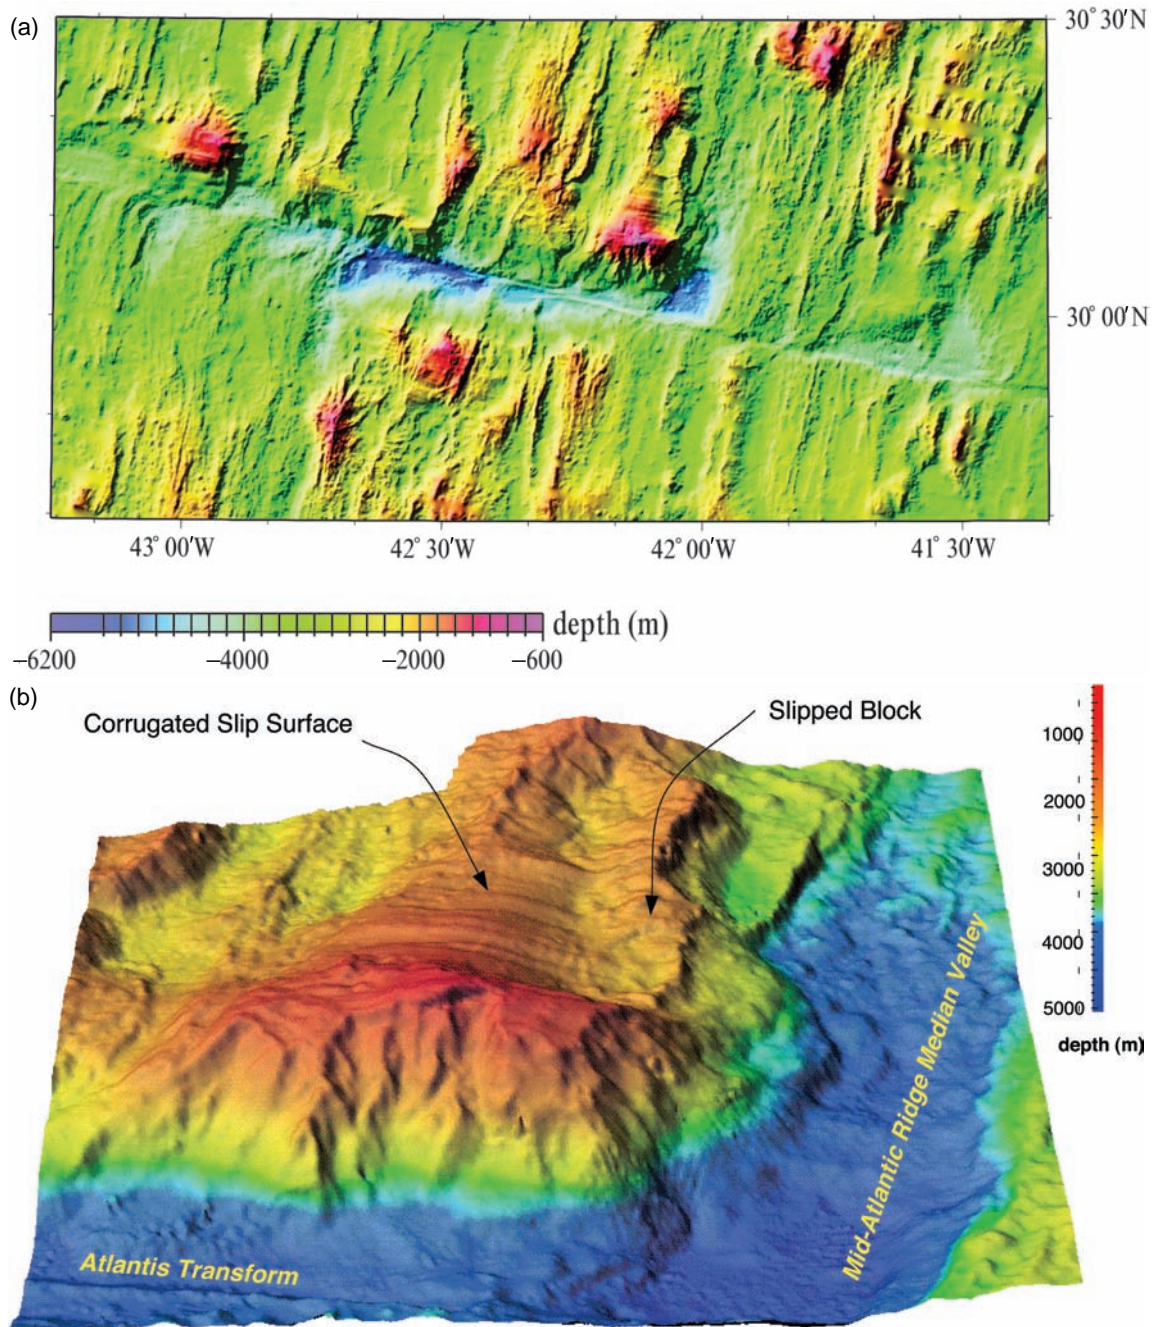 (a)
30° 30′N
30° 00′N
43° 00′W
42° 30′W
42° 00′W
41° 30′W
depth (m)
–6200
–4000
–2000
–600
(b)
Corrugated Slip Surface
Slipped Block
1000
2000
3000
4000
5000
depth (m)
Mid-Atlantic Ridge Median Valley
Atlantis Transform